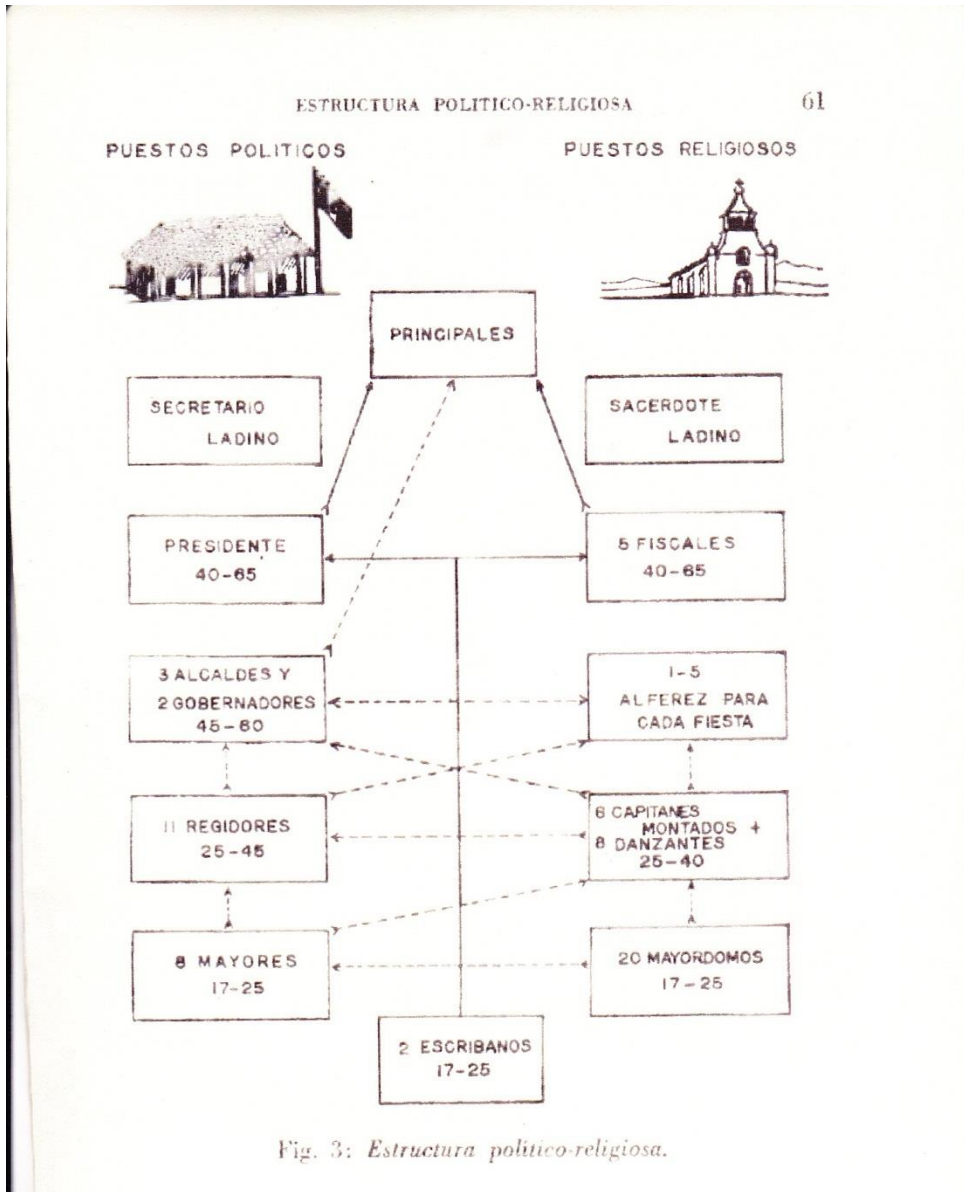 ESTRUCTURA POLITICO-RELIGIOSA 61
PUESTOS POLITICOS
PUESTOS RELIGIOSOS
PRINCIPALES
SECRETARIO
LADINO
SACERDOTE
LADINO
PRESIDENTE
40-65
5 FISCALES
40-65
3 ALCALDES Y
2 GOBERNADORES
45-60
1-5
ALFEREZ PARA
CADA FIESTA
11 REGIDORES
25-45
6 CAPITANES
MONTADOS +
8 DANZANTES
25-40
8 MAYORES
17-25
20 MAYORDOMOS
17-25
2 ESCRIBANOS
17-25
Fig. 3: Estructura político-religiosa.